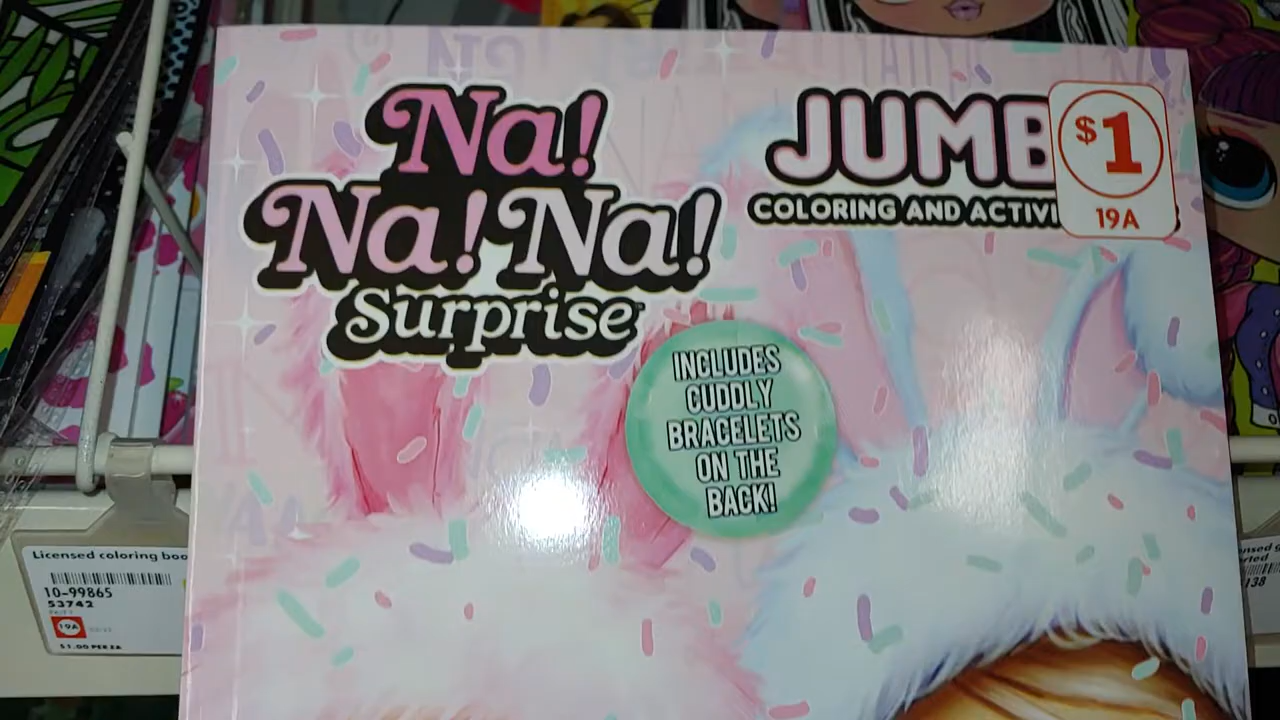 Na!
Na! Na!
Surprise
JUMB
COLORING AND ACTIVI
$1
19A
INCLUDES
CUDDLY
BRACELETS
ON THE
BACK!
Licensed coloring boo
10-99865
53742
19A
$1.00 PER EA